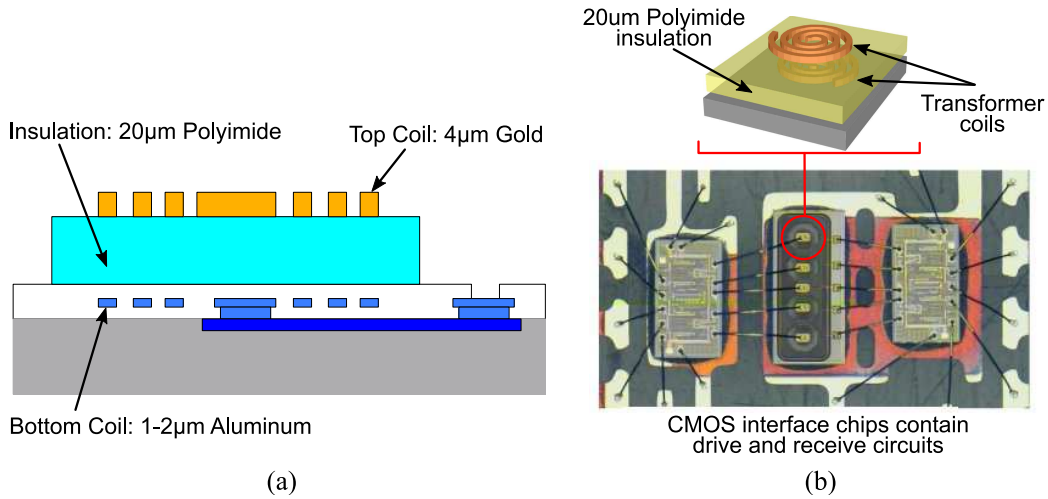 Insulation: 20μm Polyimide
Top Coil: 4μm Gold
Bottom Coil: 1-2μm Aluminum
(a)
20um Polyimide
insulation
Transformer
coils
CMOS interface chips contain
drive and receive circuits
(b)